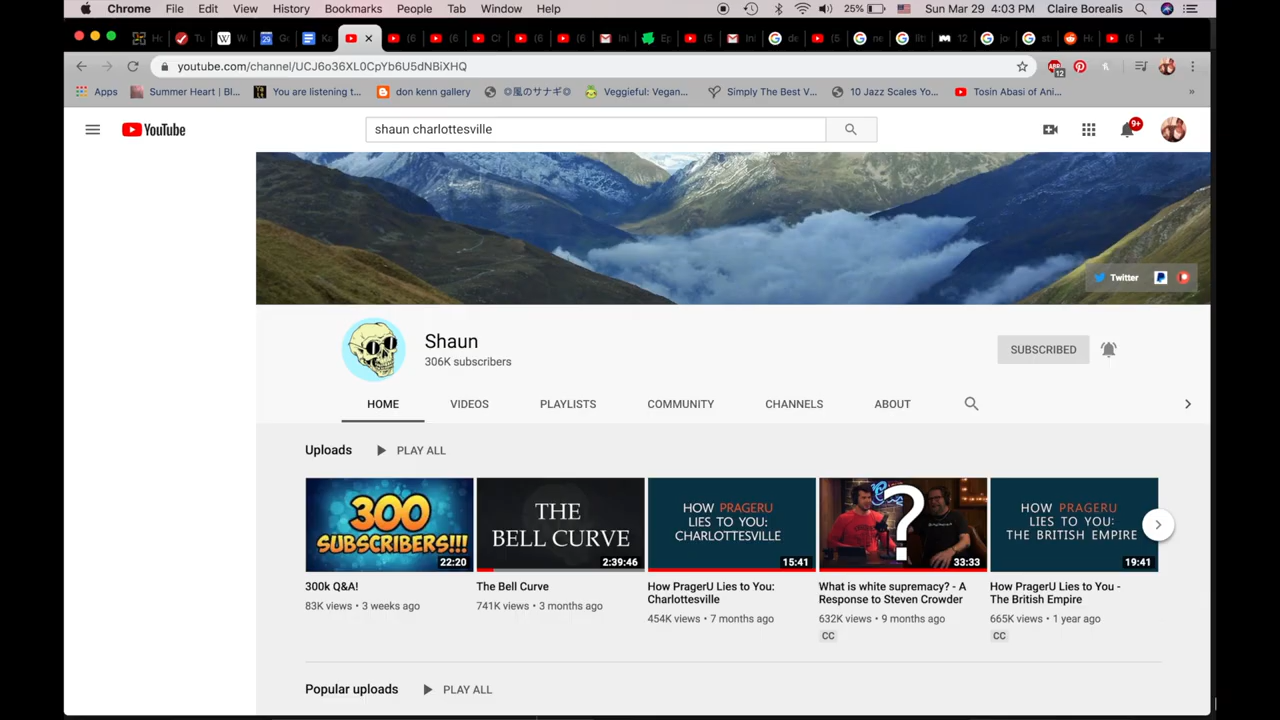 Chrome File Edit View History Bookmarks People Tab Window Help 25% Sun Mar 29 4:03 PM Claire Borealis
youtube.com/channel/UCJ6o36XL0CpYb6U5dNBiXHQ
Apps Summer Heart | Bl... You are listening t... don kenn gallery ۞風のサナギ۞ Veggieful: Vegan... Simply The Best V... 10 Jazz Scales Yo... Tosin Abasi of Ani... »
YouTube
shaun charlottesville
9+
Twitter
Shaun
306K subscribers
SUBSCRIBED
HOME VIDEOS PLAYLISTS COMMUNITY CHANNELS ABOUT
Uploads PLAY ALL
300
SUBSCRIBERS!!!
22:20
THE
BELL CURVE
2:39:46
HOW PRAGERU
LIES TO YOU:
CHARLOTTESVILLE
15:41
?
33:33
HOW PRAGERU
LIES TO YOU:
THE BRITISH EMPIRE
19:41
300k Q&A!
83K views • 3 weeks ago
The Bell Curve
741K views • 3 months ago
How PragerU Lies to You:
Charlottesville
454K views • 7 months ago
What is white supremacy? - A
Response to Steven Crowder
632K views • 9 months ago
CC
How PragerU Lies to You -
The British Empire
665K views • 1 year ago
CC
Popular uploads PLAY ALL